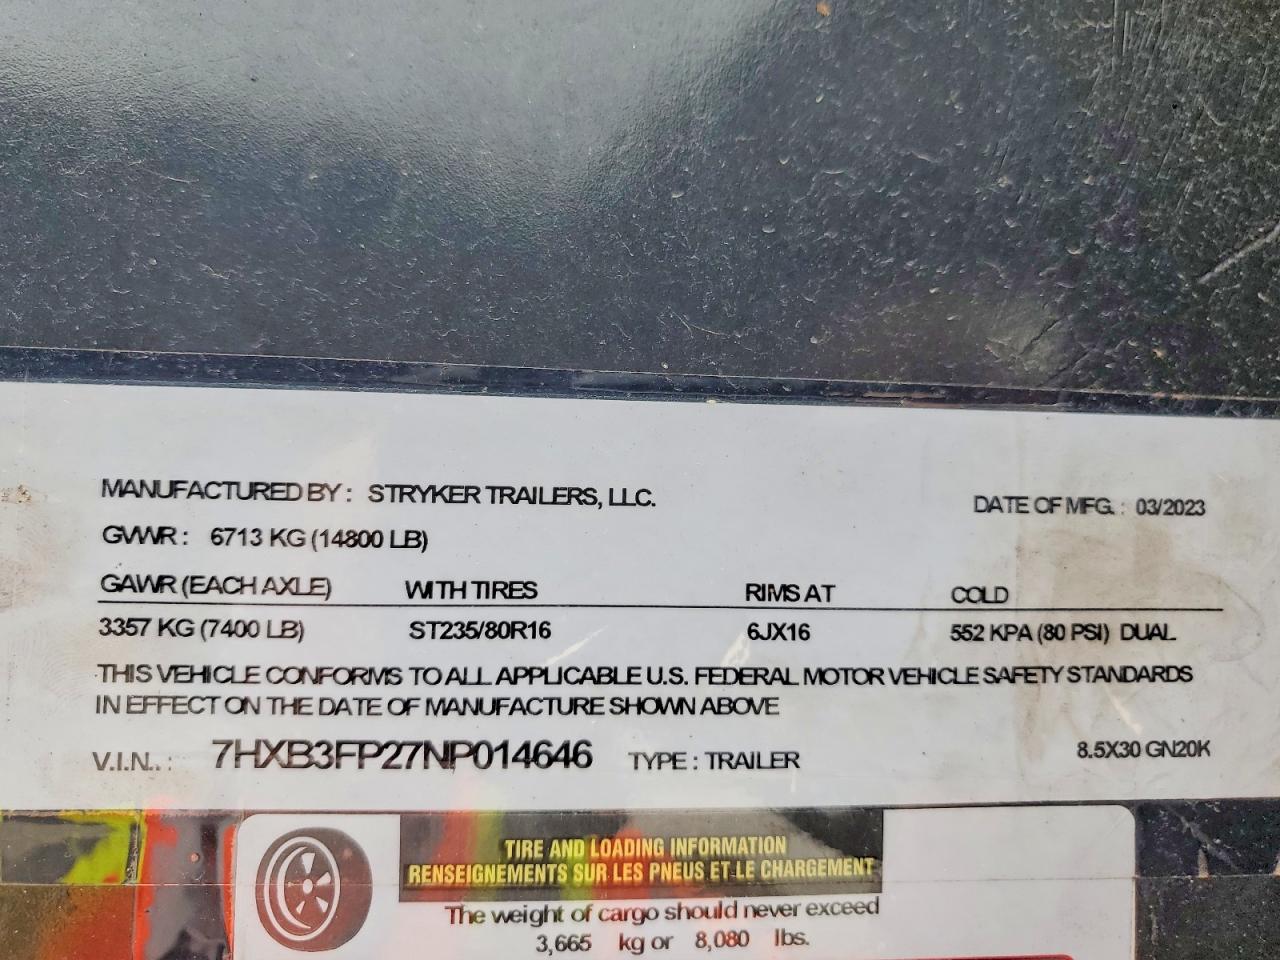 MANUFACTURED BY : STRYKER TRAILERS, LLC. DATE OF MFG. : 03/2023
GVWR : 6713 KG (14800 LB)
GAWR (EACH AXLE) WITH TIRES RIMS AT COLD
3357 KG (7400 LB) ST235/80R16 6JX16 552 KPA (80 PSI) DUAL
THIS VEHICLE CONFORMS TO ALL APPLICABLE U.S. FEDERAL MOTOR VEHICLE SAFETY STANDARDS
IN EFFECT ON THE DATE OF MANUFACTURE SHOWN ABOVE
V.I.N.. : 7HXB3FP27NP014646 TYPE : TRAILER 8.5X30 GN20K
TIRE AND LOADING INFORMATION
RENSEIGNEMENTS SUR LES PNEUS ET LE CHARGEMENT
The weight of cargo should never exceed
3,665 kg or 8,080 lbs.